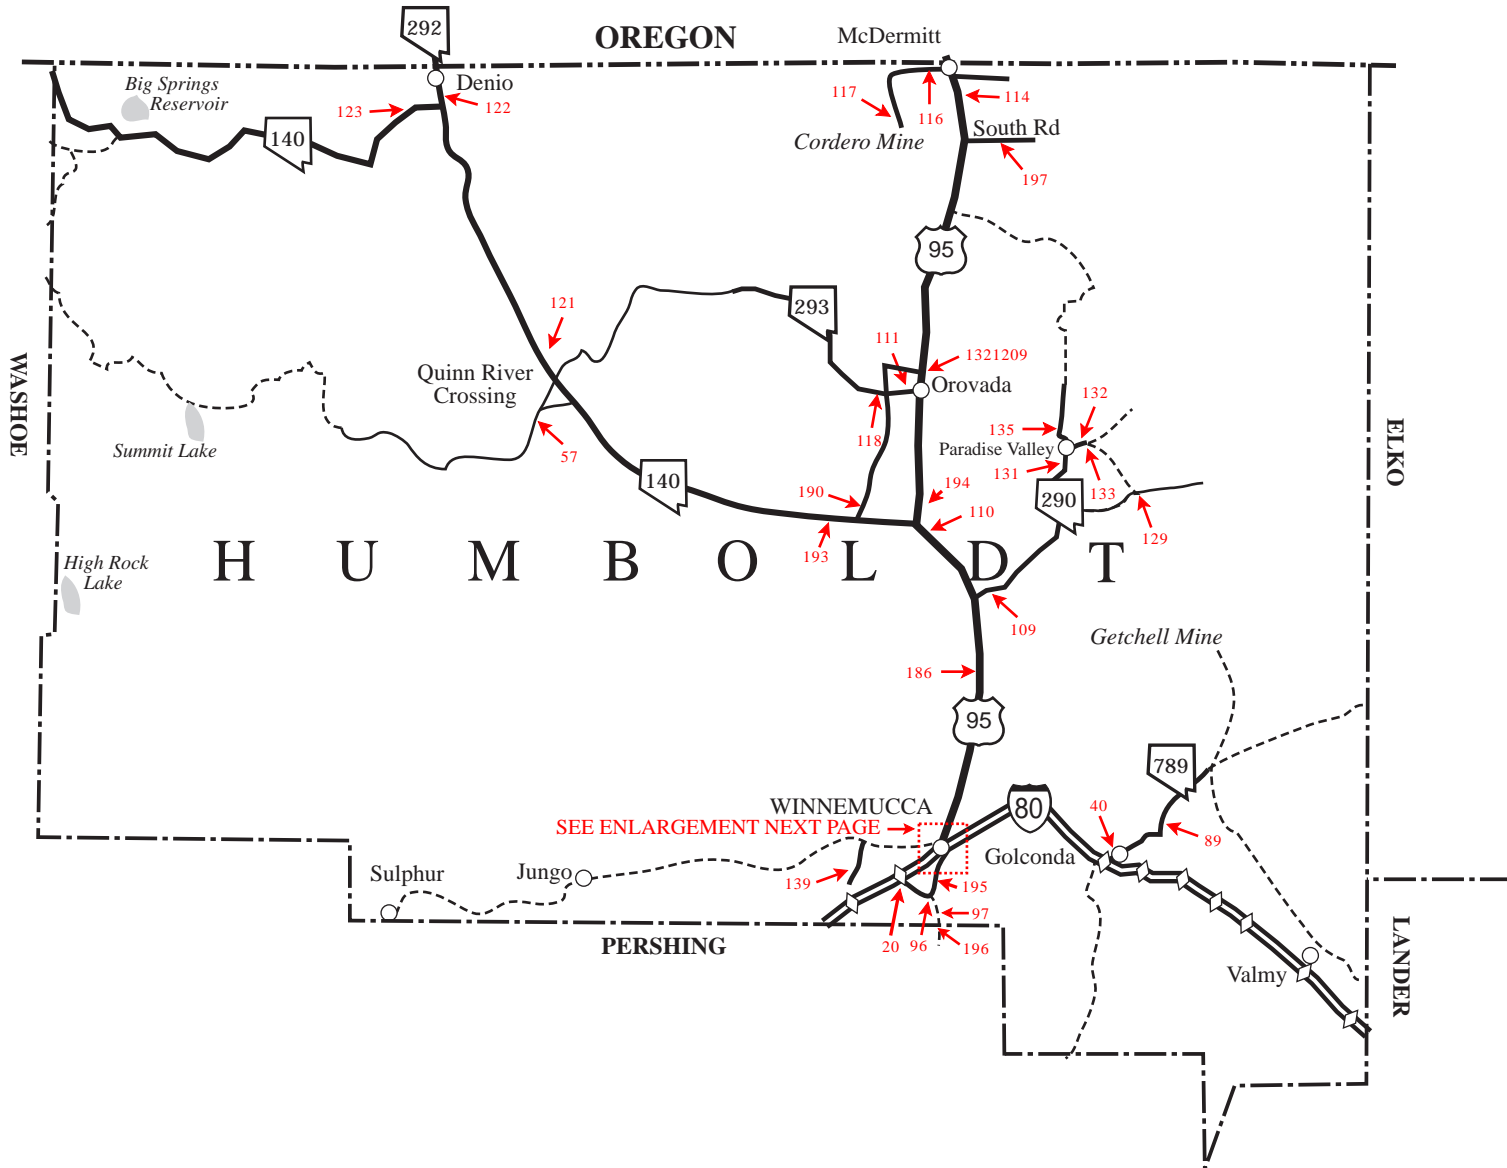 292
OREGON
McDermitt
Big Springs
Reservoir
Denio
123
122
117
116
114
140
Cordero Mine
South Rd
197
95
293
121
111
1321209
Quinn River
Crossing
Orovada
WASHOE
132
135
118
Summit Lake
57
Paradise Valley
131
133
ELKO
140
190
194
290
110
193
129
High Rock
Lake
H U M B O L D T
109
Getchell Mine
186
95
789
WINNEMUCCA
80
40
SEE ENLARGEMENT NEXT PAGE
89
Golconda
Sulphur
Jungo
139
195
97
20
96
196
PERSHING
Valmy
LANDER